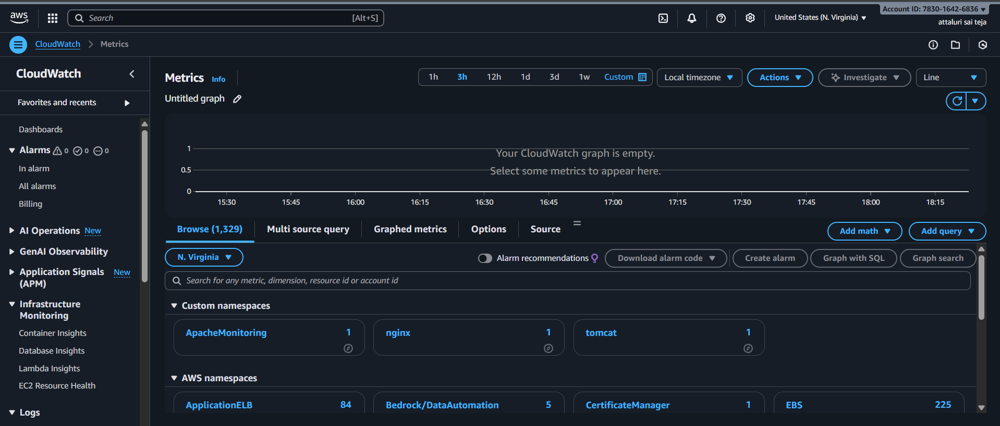 aws
Search [Alt+S]
United States (N. Virginia)
Account ID: 7830-1642-6836
attaluri sai teja
CloudWatch
Metrics
CloudWatch
Favorites and recents
Dashboards
Alarms 0 0 0
In alarm
All alarms
Billing
AI Operations New
GenAI Observability
Application Signals New
(APM)
Infrastructure
Monitoring
Container Insights
Database Insights
Lambda Insights
EC2 Resource Health
Logs
Metrics Info
1h 3h 12h 1d 3d 1w Custom
Local timezone
Actions
Investigate
Line
Untitled graph
1
0.5
0
Your CloudWatch graph is empty.
Select some metrics to appear here.
15:30 15:45 16:00 16:15 16:30 16:45 17:00 17:15 17:30 17:45 18:00 18:15
Browse (1,329) Multi source query Graphed metrics Options Source
Add math
Add query
N. Virginia
Alarm recommendations
Download alarm code
Create alarm
Graph with SQL
Graph search
Search for any metric, dimension, resource id or account id
Custom namespaces
ApacheMonitoring 1
nginx 1
tomcat 1
AWS namespaces
ApplicationELB 84
Bedrock/DataAutomation 5
CertificateManager 1
EBS 225